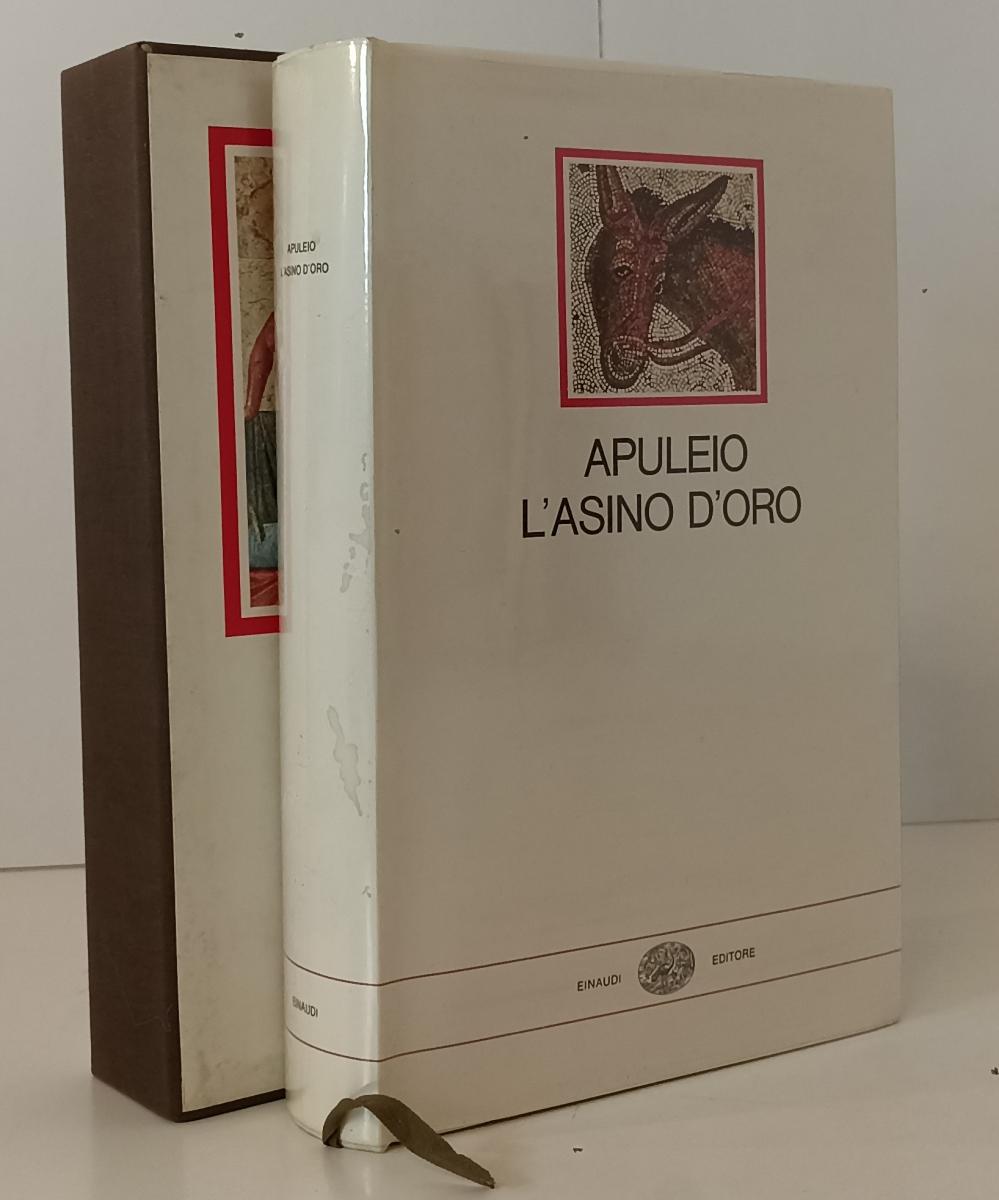 APULEIO
L'ASINO D'ORO
EINAUDI
APULEIO
L'ASINO D'ORO
EINAUDI EDITORE